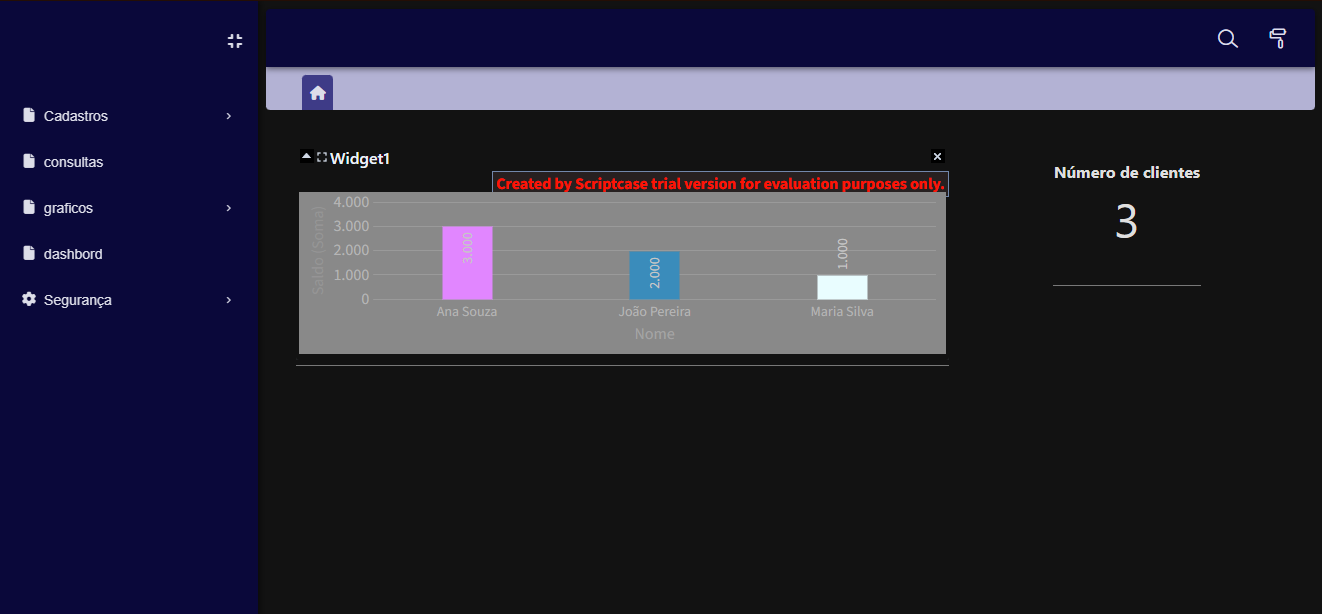 Cadastros
consultas
graficos
dashbord
Segurança
Widget1
Created by Scriptcase trial version for evaluation purposes only.
Saldo (Soma)
4.000
3.000
2.000
1.000
0
3.000
2.000
1.000
Ana Souza
João Pereira
Maria Silva
Nome
Número de clientes
3